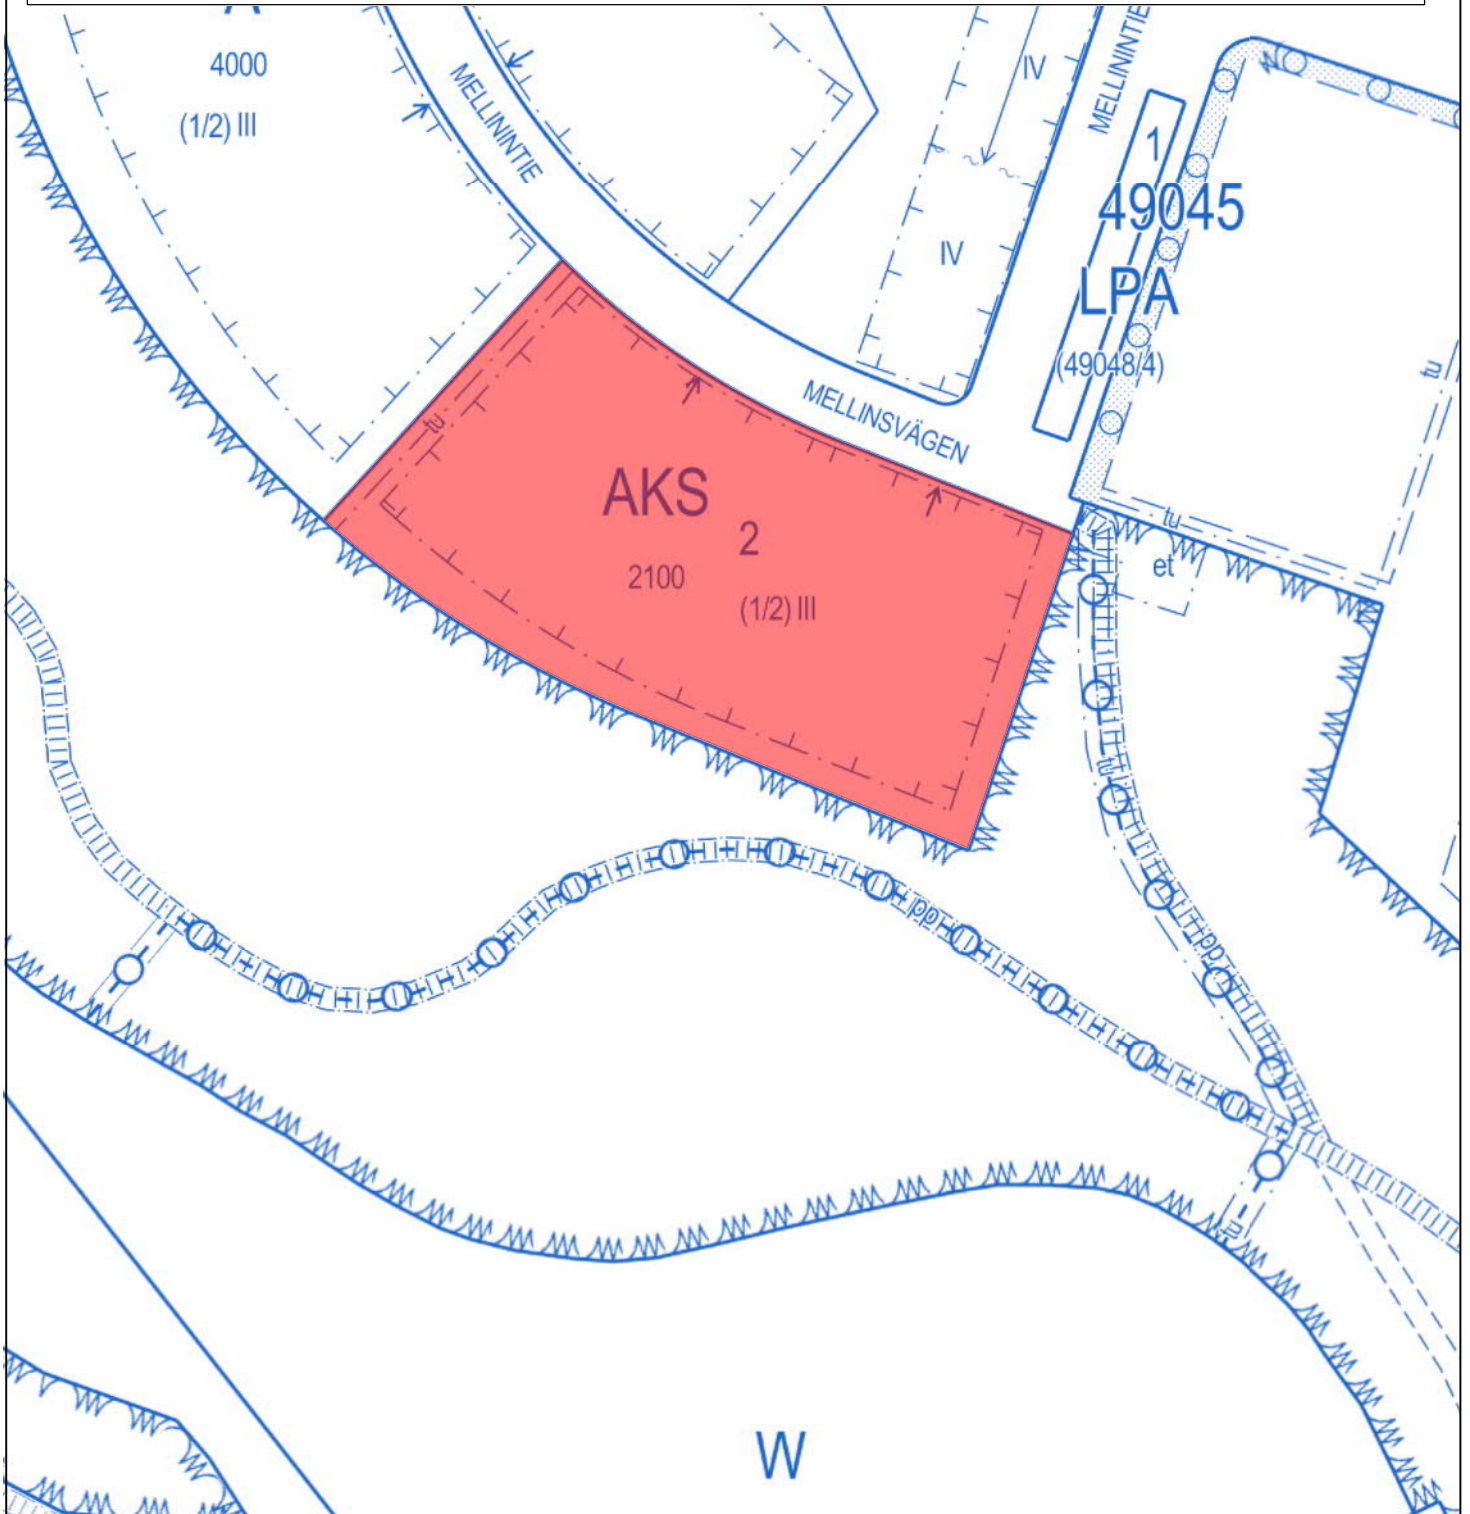 4000
(1/2) III
MELLININTIE
IV
IV
MELLININTIE
1
49045
LPA
(49048/4)
tu
MELLINSVÄGEN
tu
AKS
2
2100
(1/2) III
tu
et
pp
pp
W